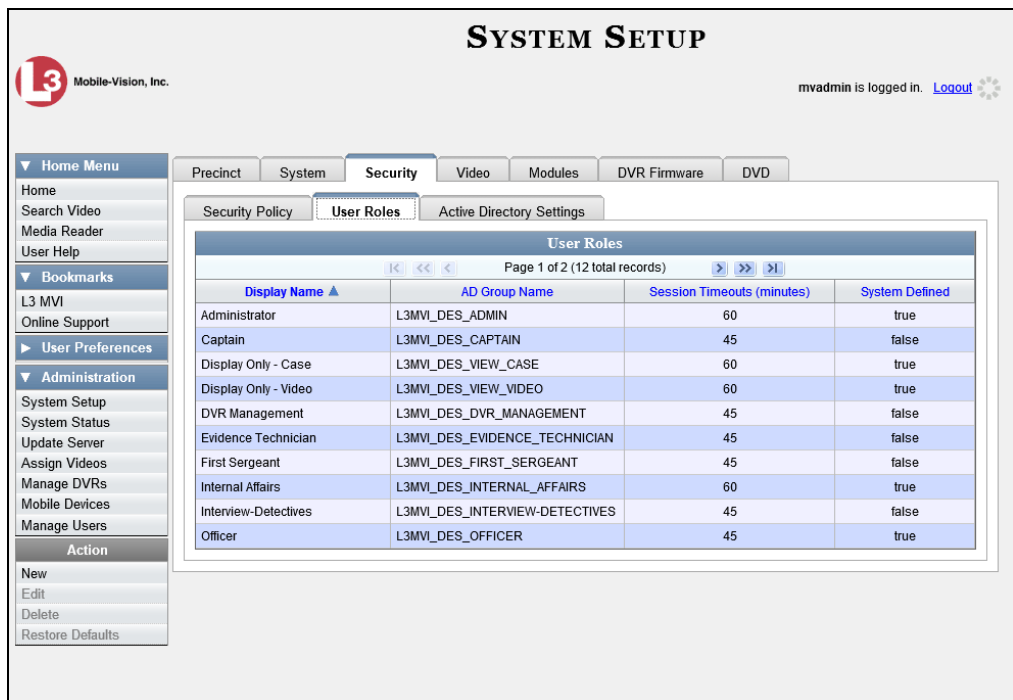 SYSTEM SETUP
L3 Mobile-Vision, Inc.
mvadmin is logged in. Logout
▼ Home Menu
Home
Search Video
Media Reader
User Help
▼ Bookmarks
L3 MVI
Online Support
▶ User Preferences
▼ Administration
System Setup
System Status
Update Server
Assign Videos
Manage DVRs
Mobile Devices
Manage Users
Action
New
Edit
Delete
Restore Defaults
Precinct System Security Video Modules DVR Firmware DVD
Security Policy User Roles Active Directory Settings
User Roles
Page 1 of 2 (12 total records)
Display Name ▲ AD Group Name Session Timeouts (minutes) System Defined
Administrator L3MVI_DES_ADMIN 60 true
Captain L3MVI_DES_CAPTAIN 45 false
Display Only - Case L3MVI_DES_VIEW_CASE 60 true
Display Only - Video L3MVI_DES_VIEW_VIDEO 60 true
DVR Management L3MVI_DES_DVR_MANAGEMENT 45 false
Evidence Technician L3MVI_DES_EVIDENCE_TECHNICIAN 45 false
First Sergeant L3MVI_DES_FIRST_SERGEANT 45 false
Internal Affairs L3MVI_DES_INTERNAL_AFFAIRS 60 true
Interview-Detectives L3MVI_DES_INTERVIEW-DETECTIVES 45 false
Officer L3MVI_DES_OFFICER 45 true